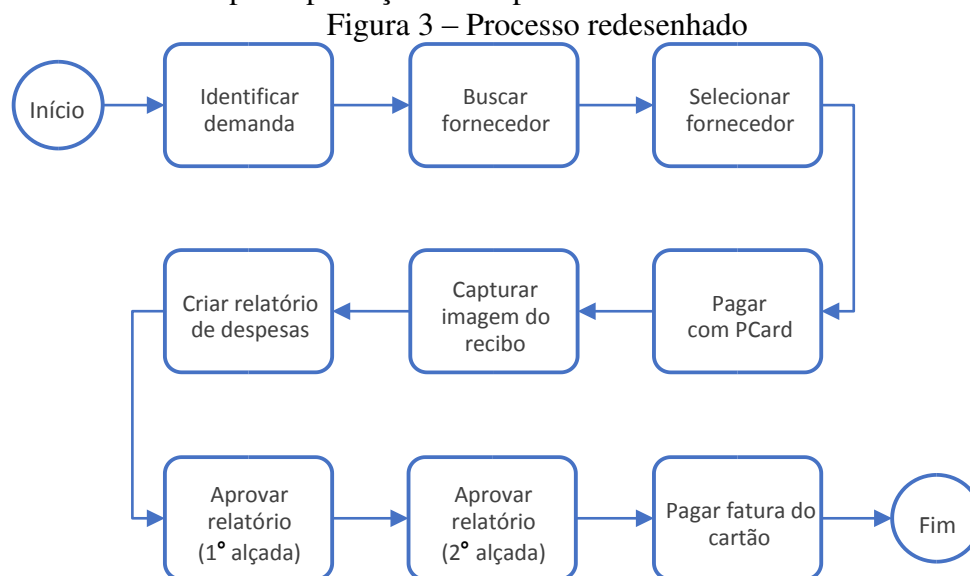 Figura 3 – Processo redesenhado
Início
Identificar
demanda
Buscar
fornecedor
Selecionar
fornecedor
Pagar
com PCard
Capturar
imagem do
recibo
Criar relatório
de despesas
Aprovar
relatório
(1° alçada)
Aprovar
relatório
(2° alçada)
Pagar fatura do
cartão
Fim